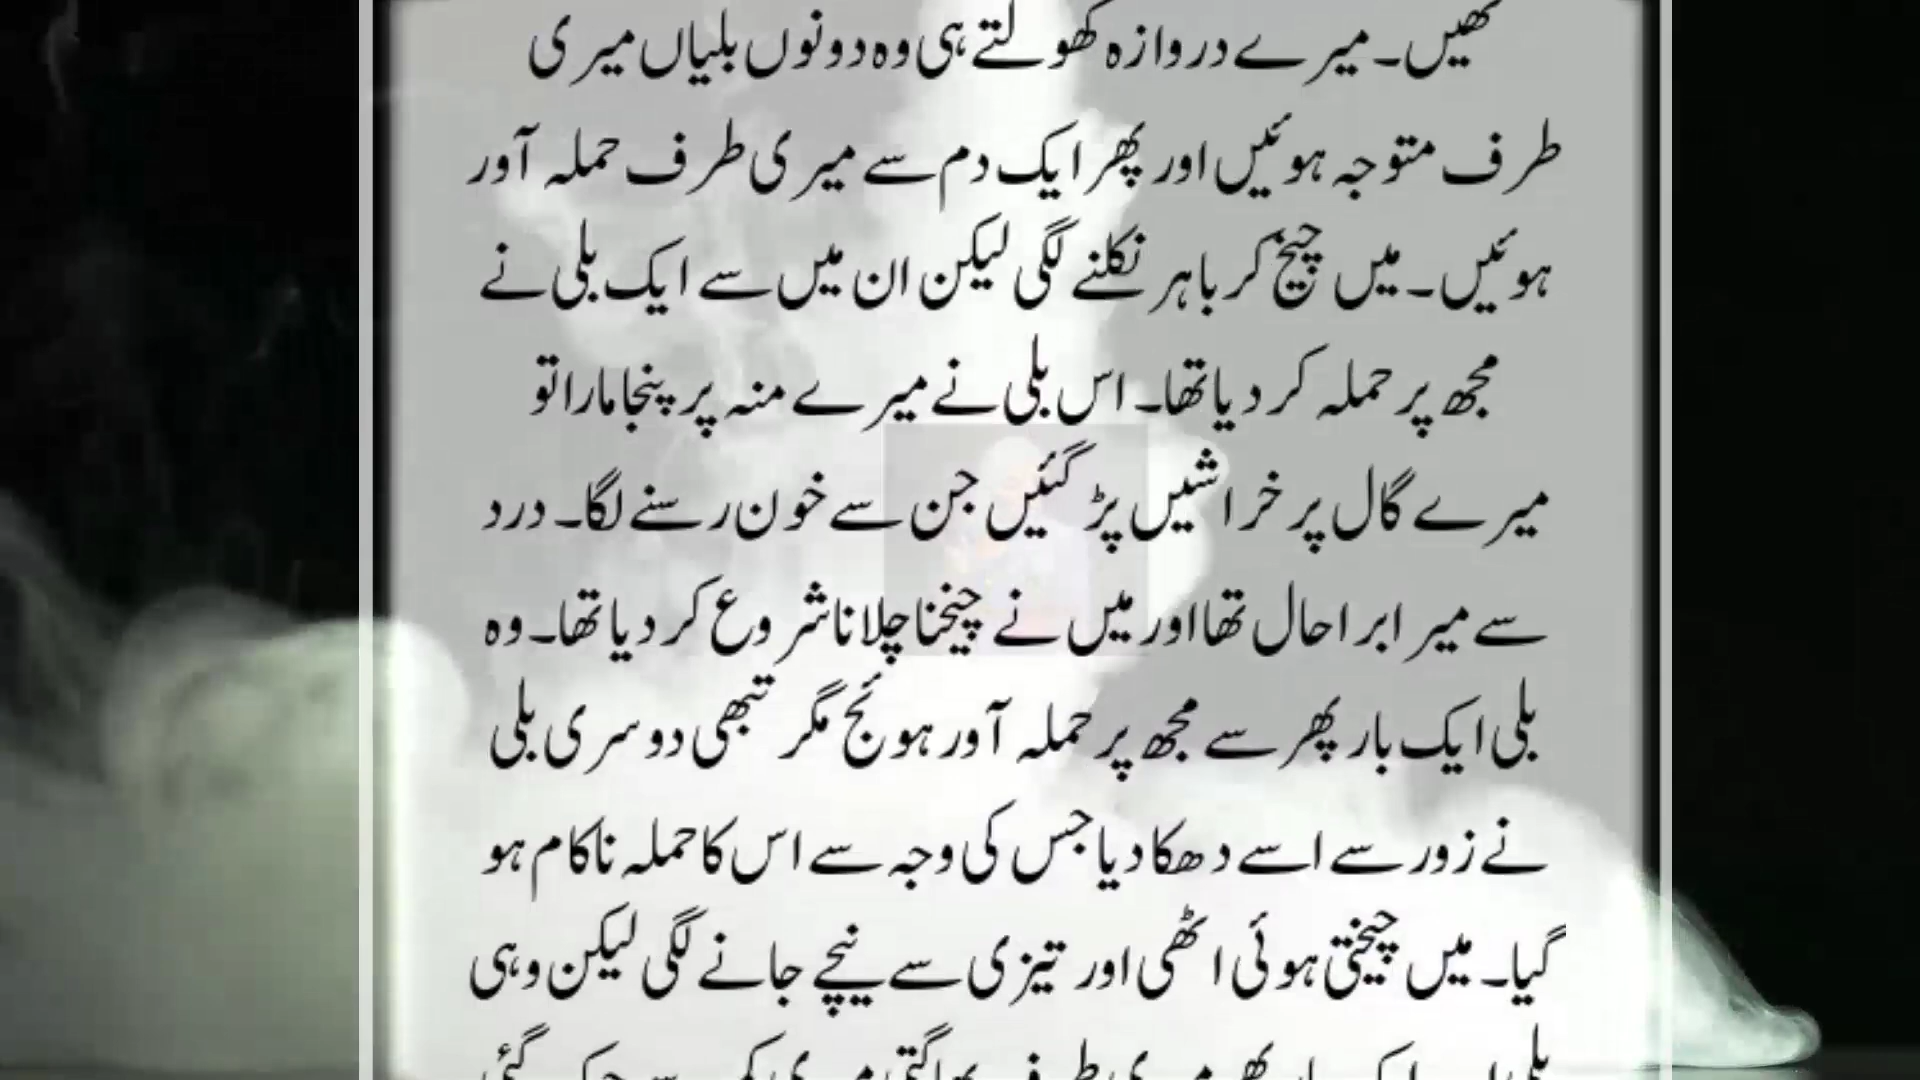 تھیں۔ میرے دروازہ کھولتے ہی وہ دونوں بلیاں میری
طرف متوجہ ہوئیں اور پھر ایک دم سے میری طرف حملہ آور
ہوئیں۔ میں چیخ کر باہر نکلنے لگی لیکن ان میں سے ایک بلی نے
مجھ پر حملہ کر دیا تھا۔ اس بلی نے میرے منہ پر پنجا مارا تو
میرے گال پر خراشیں پڑ گئیں جن سے خون رسنے لگا۔ درد
سے میرا برا حال تھا اور میں نے چیخنا چلانا شروع کر دیا تھا۔ وہ
بلی ایک بار پھر سے مجھ پر حملہ آور ہوئج مگر تبھی دوسری بلی
نے زور سے اسے دھکا دیا جس کی وجہ سے اس کا حملہ ناکام ہو
گیا۔ میں چیختی ہوئی اٹھی اور تیزی سے نیچے جانے لگی لیکن وہی